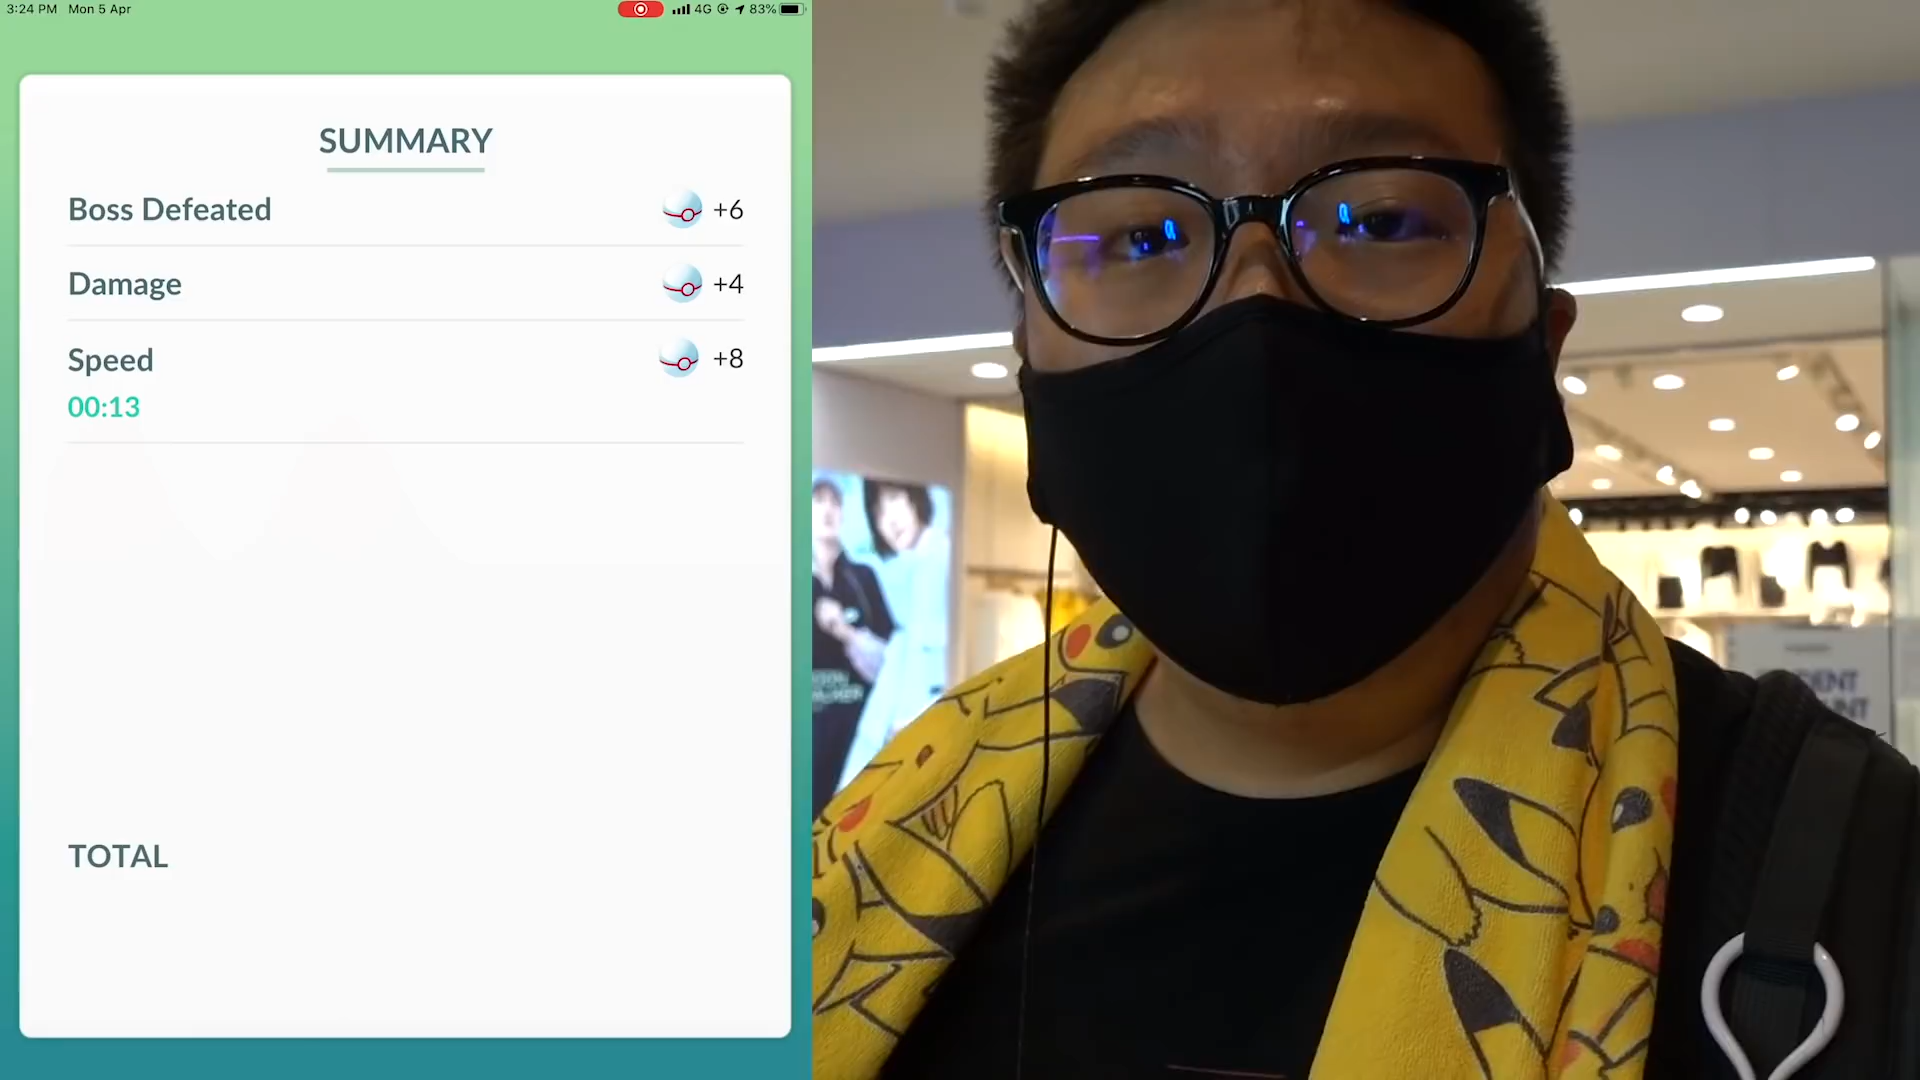 3:24 PM Mon 5 Apr
4G 83%
SUMMARY
Boss Defeated +6
Damage +4
Speed +8
00:13
TOTAL